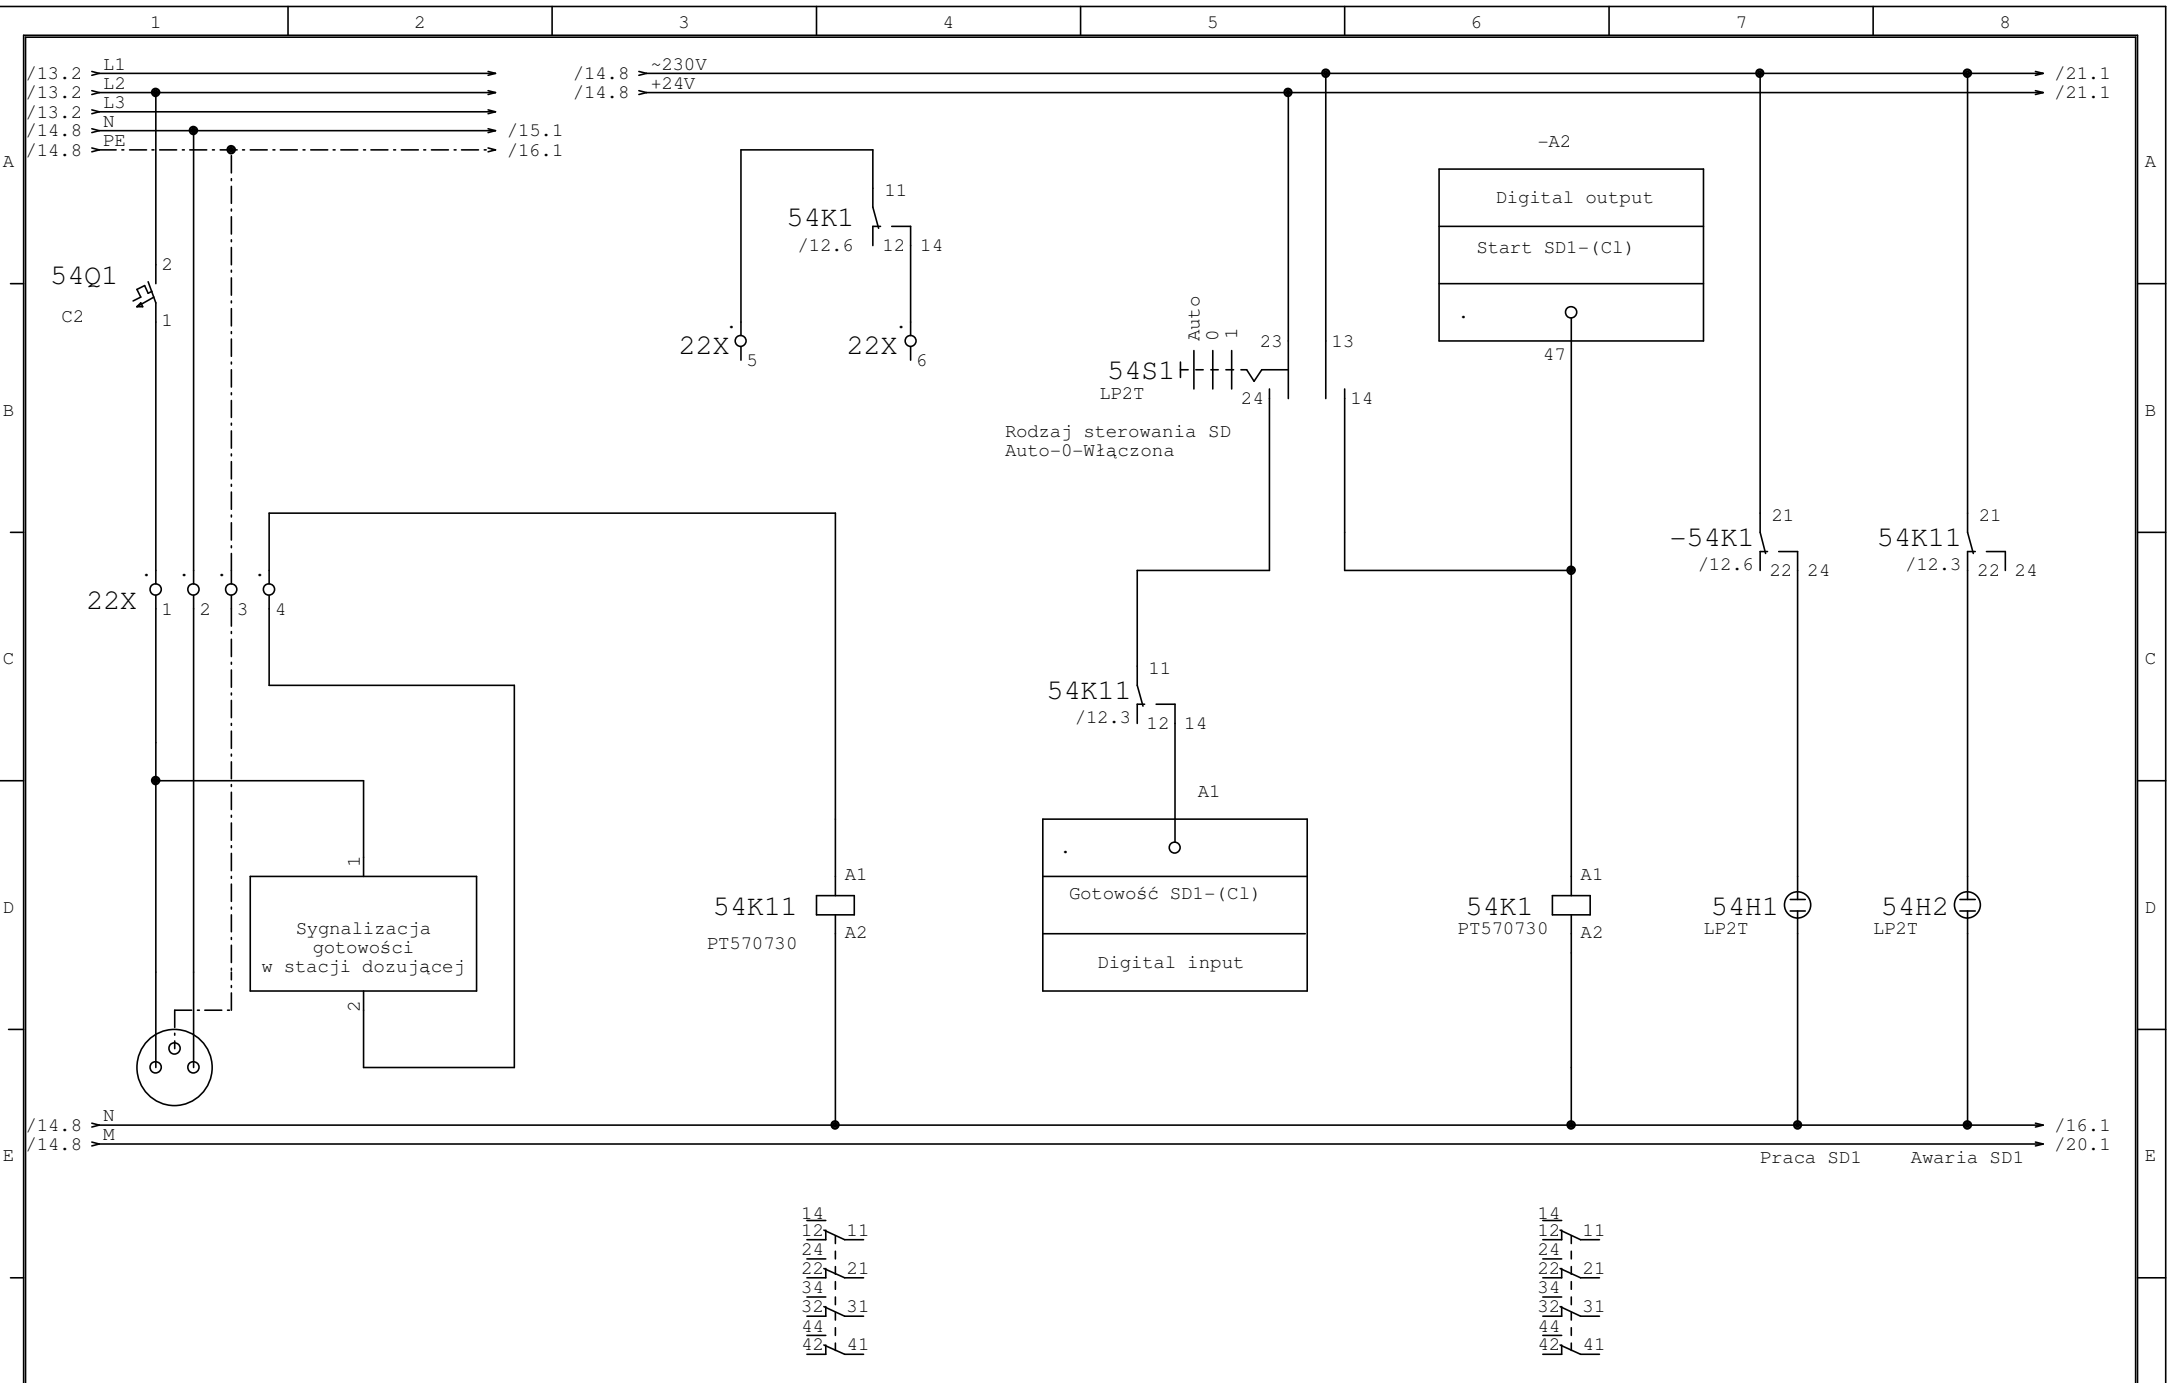 1 2 3 4 5 6 7 8
/13.2 L1
/13.2 L2
/13.2 L3
/14.8 N /15.1
/14.8 PE /16.1
/14.8 ~230V /21.1
/14.8 +24V /21.1
A A
-A2
Digital output
Start SD1-(Cl)
.
47
11
54K1
/12.6 12 14
2
54Q1
C2
1
22X 5
22X 6
Auto
0
1
23 13
54S1
LP2T
24 14
B B
Rodzaj sterowania SD
Auto-0-Włączona
21
-54K1
/12.6 22 24
21
54K11
/12.3 22 24
22X 1 2 3 4
C C
11
54K11
/12.3 12 14
A1
.
Gotowość SD1-(Cl)
Digital input
1
Sygnalizacja
gotowości
w stacji dozującej
2
A1
54K11
A2
PT570730
A1
54K1
PT570730 A2
54H1
LP2T
54H2
LP2T
D D
/14.8 N /16.1
/14.8 M /20.1
E E
Praca SD1 Awaria SD1
14
12 11
24
22 21
34
32 31
44
42 41
14
12 11
24
22 21
34
32 31
44
42 41